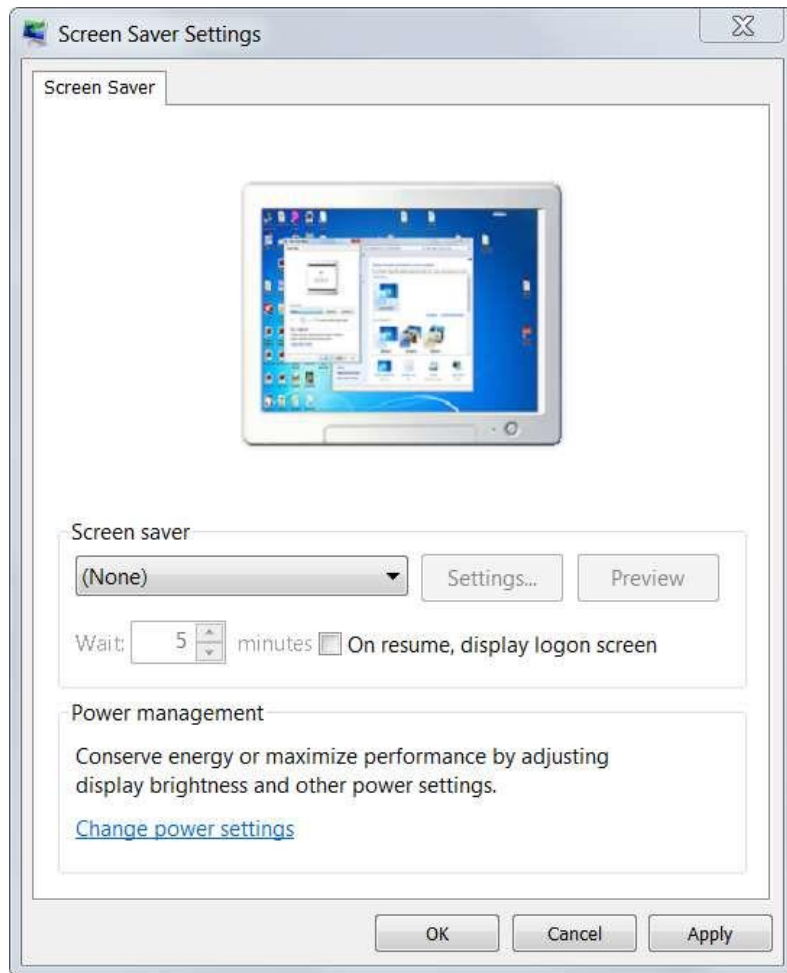 Screen Saver Settings
Screen Saver
Screen saver
(None) Settings... Preview
Wait: 5 minutes On resume, display logon screen
Power management
Conserve energy or maximize performance by adjusting
display brightness and other power settings.
Change power settings
OK Cancel Apply